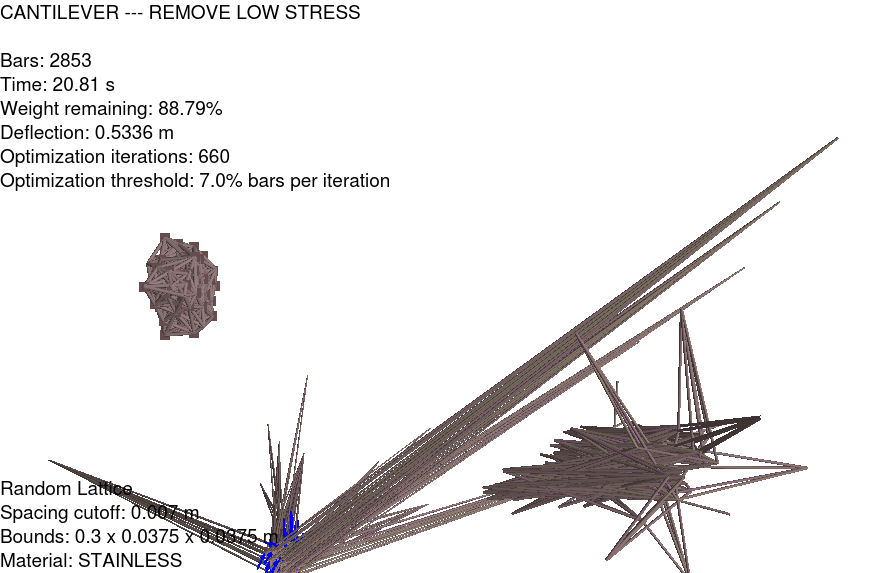 CANTILEVER --- REMOVE LOW STRESS
Bars: 2853
Time: 20.81 s
Weight remaining: 88.79%
Deflection: 0.5336 m
Optimization iterations: 660
Optimization threshold: 7.0% bars per iteration
Random Lattice
Spacing cutoff: 0.007 m
Bounds: 0.3 x 0.0375 x 0.0375 m
Material: STAINLESS